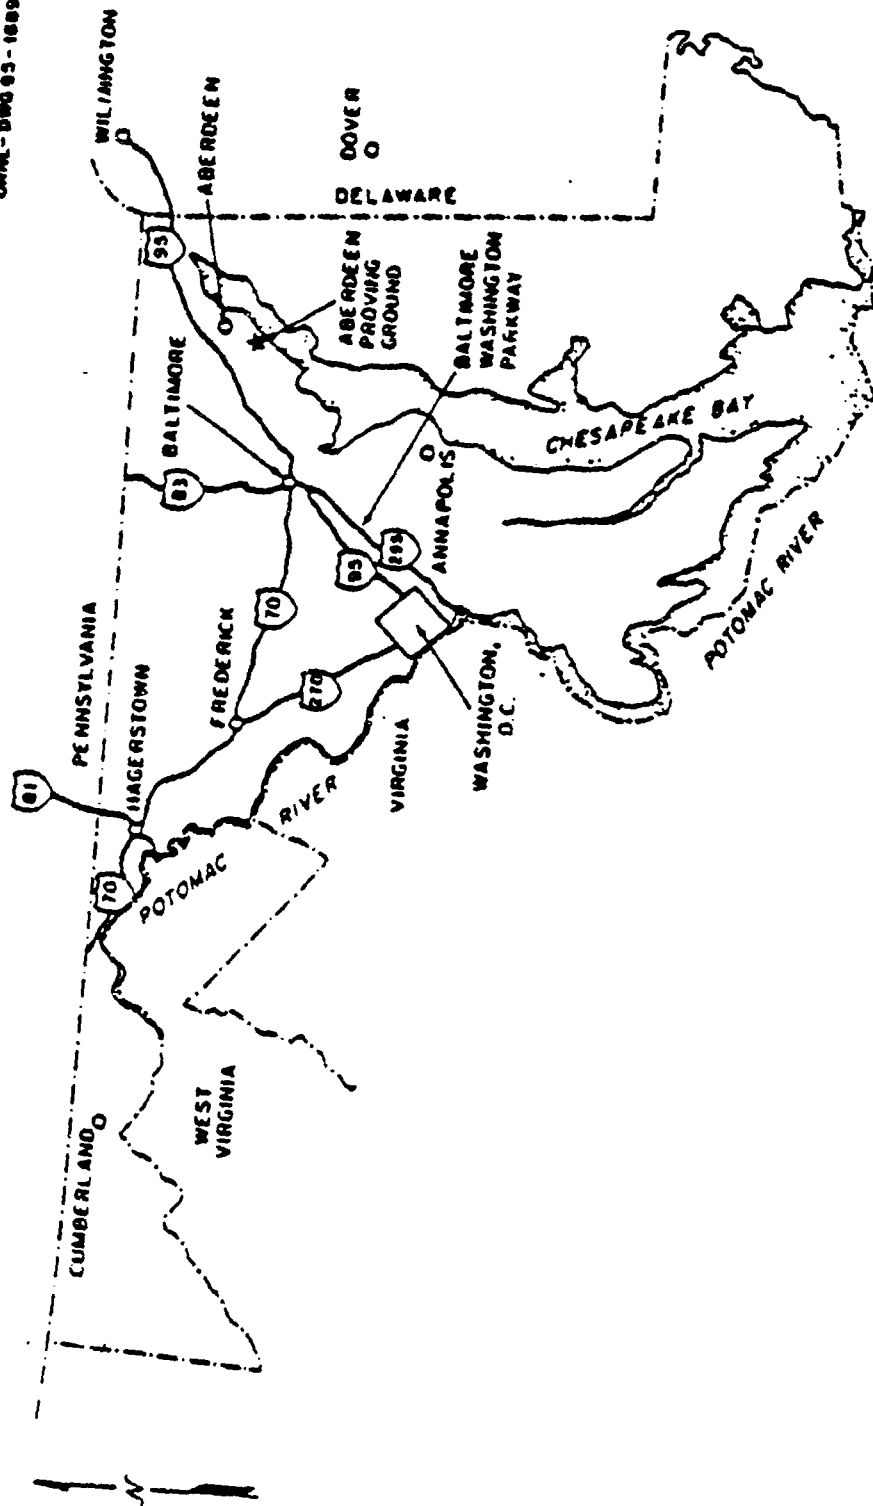 WILMINGTON
ABERDEEN
DOVER
DELAWARE
95
ABERDEEN
PROVING
GROUND
BALTIMORE
WASHINGTON
PARKWAY
BALTIMORE
83
CHESAPEAKE BAY
ANNAPOLIS
95
295
70
FREDERICK
270
PENNSYLVANIA
HAGERSTOWN
81
70
POTOMAC
RIVER
VIRGINIA
WASHINGTON,
D.C.
POTOMAC RIVER
CUMBERLAND
WEST
VIRGINIA
N